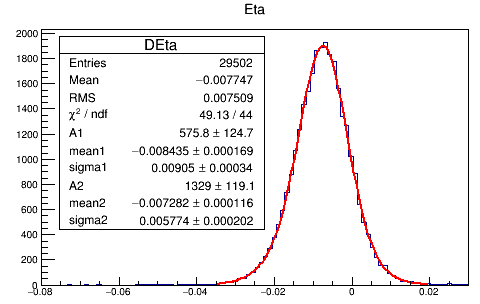 Eta
DEta
Entries 29502
Mean −0.007747
RMS 0.007509
χ² / ndf 49.13 / 44
A1 575.8 ± 124.7
mean1 −0.008435 ± 0.000169
sigma1 0.00905 ± 0.00034
A2 1329 ± 119.1
mean2 −0.007282 ± 0.000116
sigma2 0.005774 ± 0.000202
2000
1800
1600
1400
1200
1000
800
600
400
200
0
−0.08 −0.06 −0.04 −0.02 0 0.02